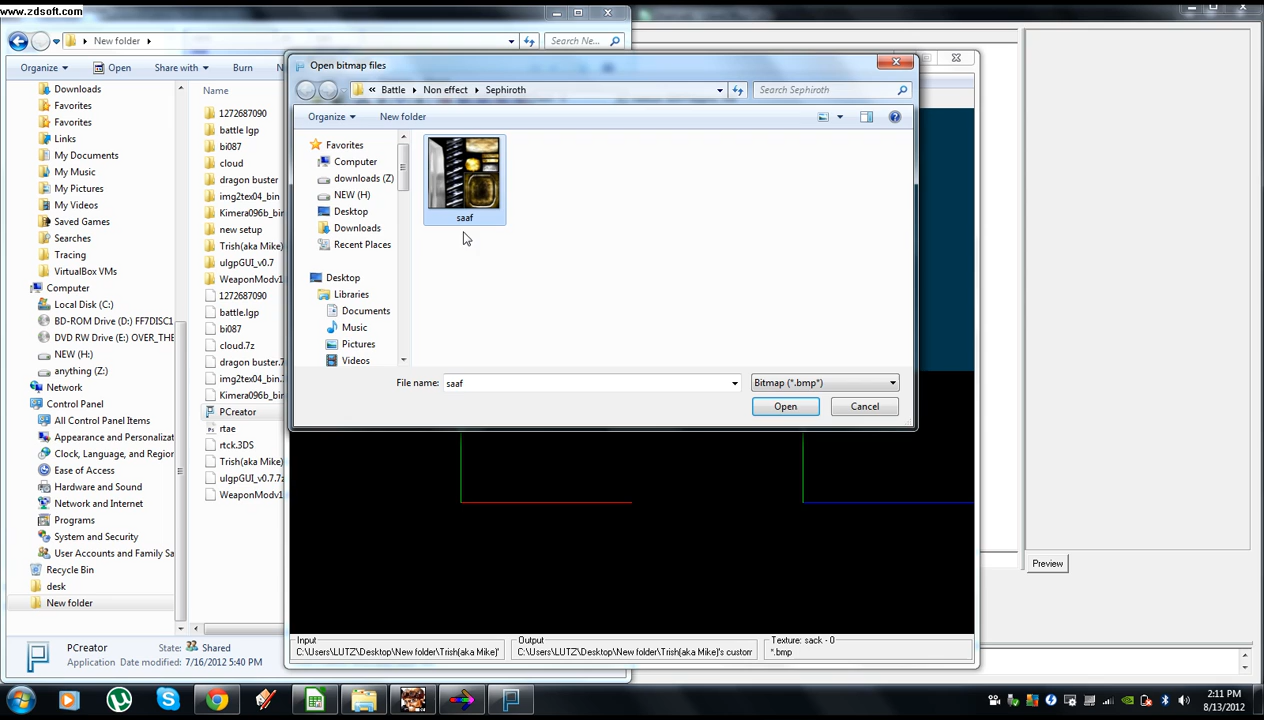 www.zdsoft.com
New folder
Search Ne...
Organize
Open
Share with
Burn
N
Downloads
Favorites
Favorites
Links
My Documents
My Music
My Pictures
My Videos
Saved Games
Searches
Tracing
VirtualBox VMs
Computer
Local Disk (C:)
BD-ROM Drive (D:) FF7DISC1
DVD RW Drive (E:) OVER_THE
NEW (H:)
anything (Z:)
Network
Control Panel
All Control Panel Items
Appearance and Personalizat
Clock, Language, and Region
Ease of Access
Hardware and Sound
Network and Internet
Programs
System and Security
User Accounts and Family Sa
Recycle Bin
desk
New folder
Name
1272687090
battle lgp
bi087
cloud
dragon buster
img2tex04_bin
Kimera096b_bin
new setup
Trish(aka Mike)
ulgpGUI_v0.7
WeaponModv1
1272687090
battle.lgp
bi087
cloud.7z
dragon buster.7
img2tex04_bin.
Kimera096b_bin
PCreator
rtae
rtck.3DS
Trish(aka Mike)
ulgpGUI_v0.7.7z
WeaponModv1
PCreator
State:
Shared
Application
Date modified: 7/16/2012 5:40 PM
Open bitmap files
« Battle
Non effect
Sephiroth
Search Sephiroth
Organize
New folder
Favorites
Computer
downloads (Z)
NEW (H)
Desktop
Downloads
Recent Places
Desktop
Libraries
Documents
Music
Pictures
Videos
saaf
File name:
saaf
Bitmap (*.bmp)
Open
Cancel
Preview
Input
C:\Users\LUTZ\Desktop\New folder\Trish(aka Mike)'
Output
C:\Users\LUTZ\Desktop\New folder\Trish(aka Mike)'s custom
Texture: sack - 0
*.bmp
2:11 PM
8/13/2012